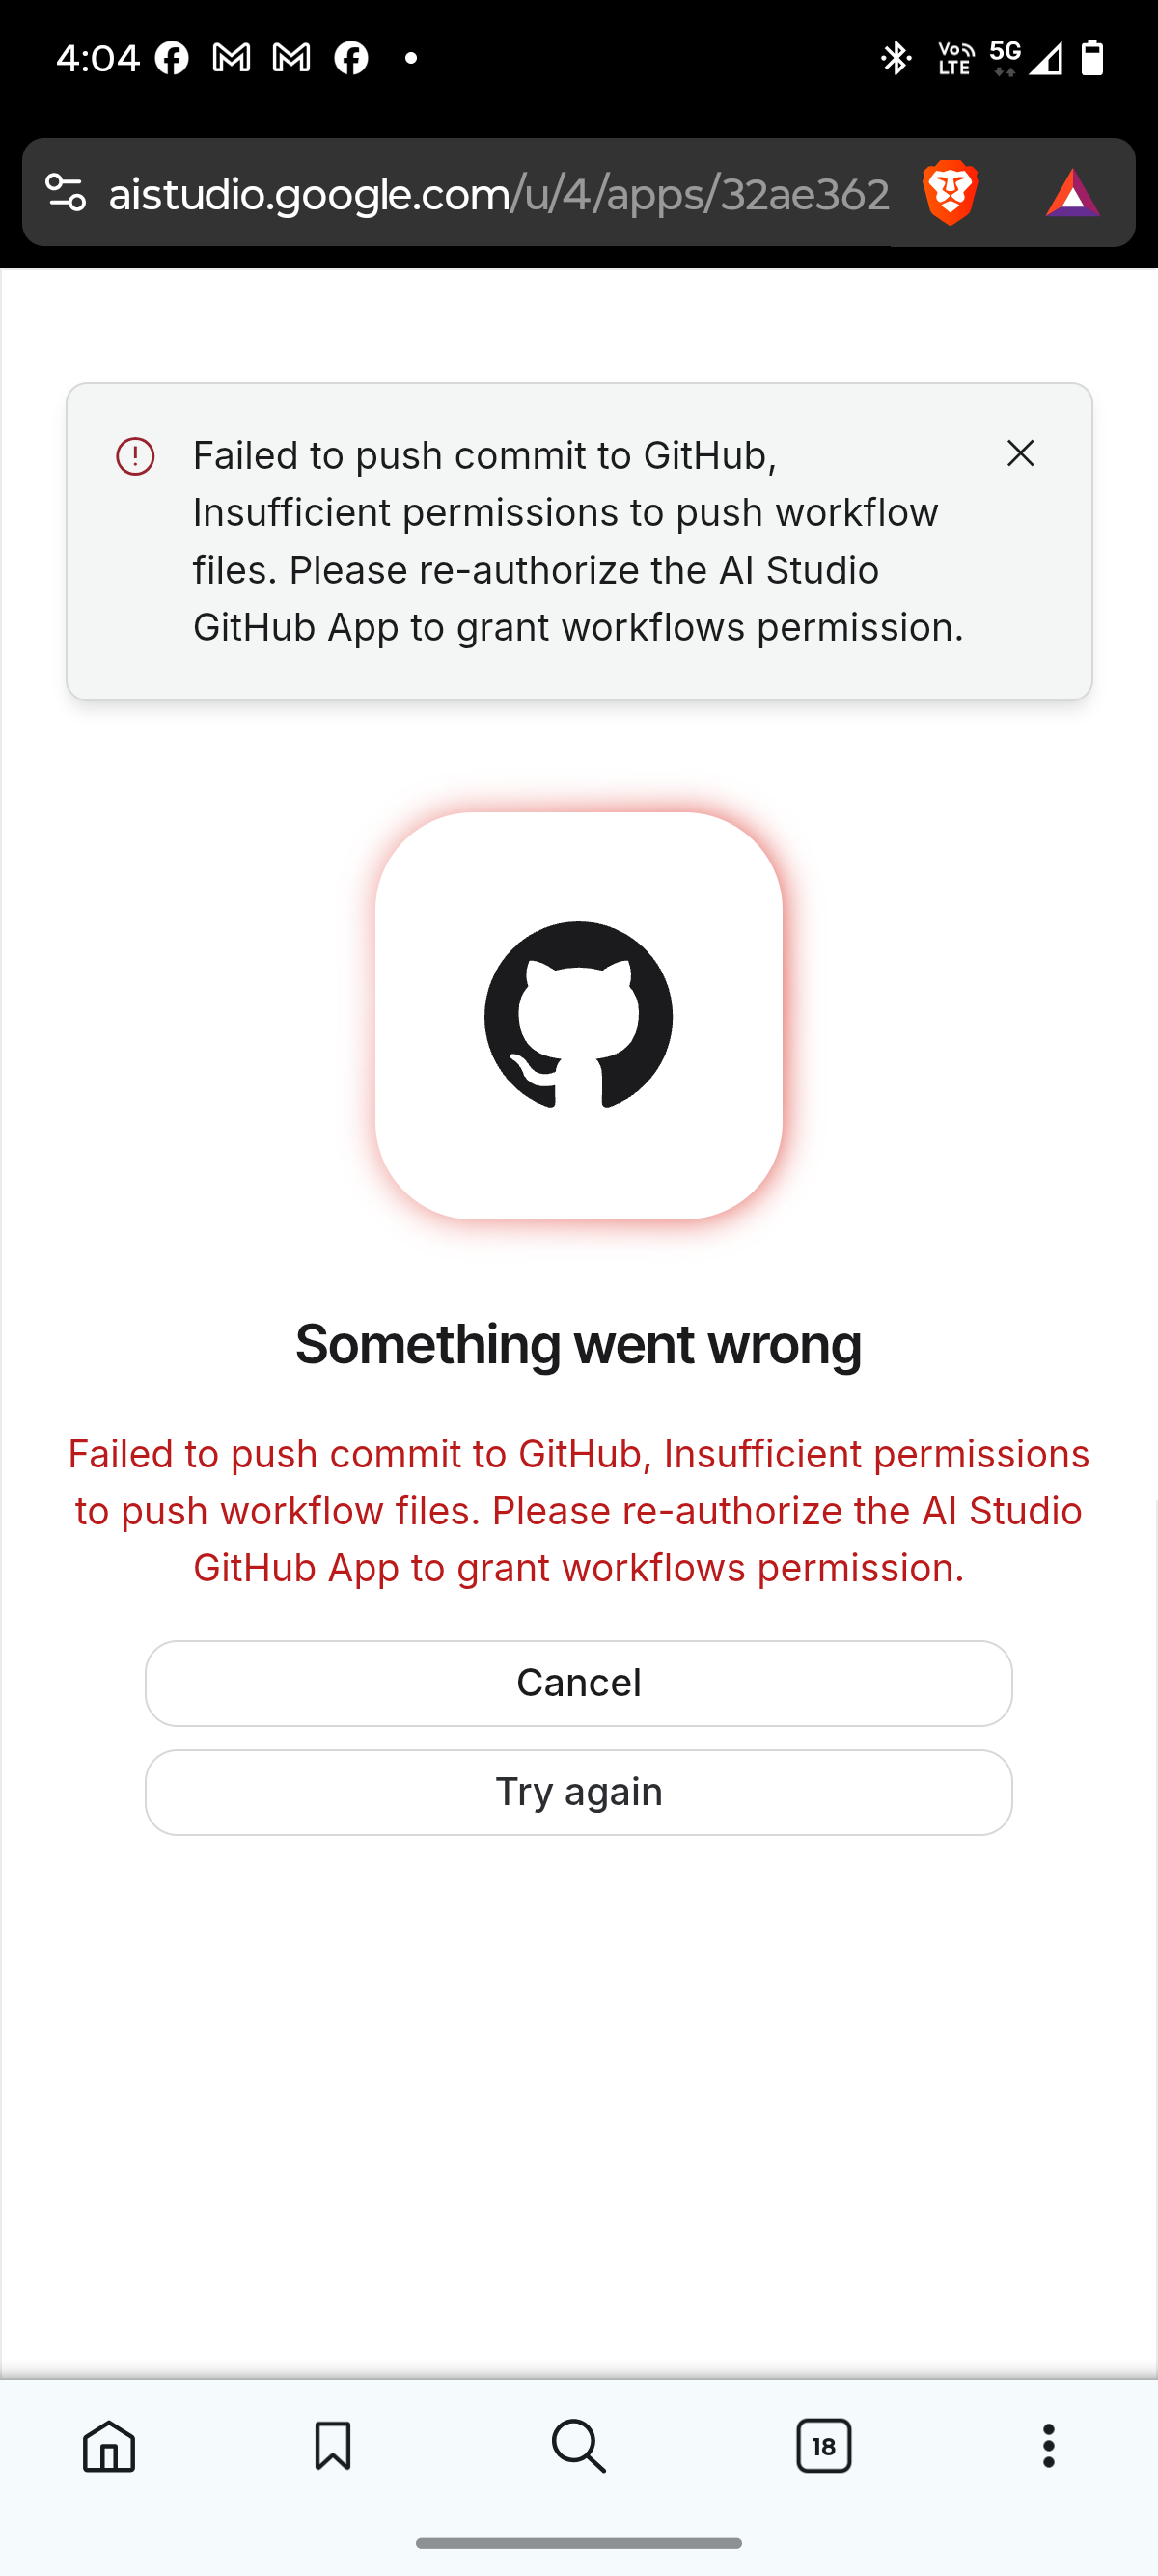 4:04
Vo LTE 5G
aistudio.google.com/u/4/apps/32ae362
Failed to push commit to GitHub,
Insufficient permissions to push workflow
files. Please re-authorize the AI Studio
GitHub App to grant workflows permission.
Something went wrong
Failed to push commit to GitHub, Insufficient permissions
to push workflow files. Please re-authorize the AI Studio
GitHub App to grant workflows permission.
Cancel
Try again
18